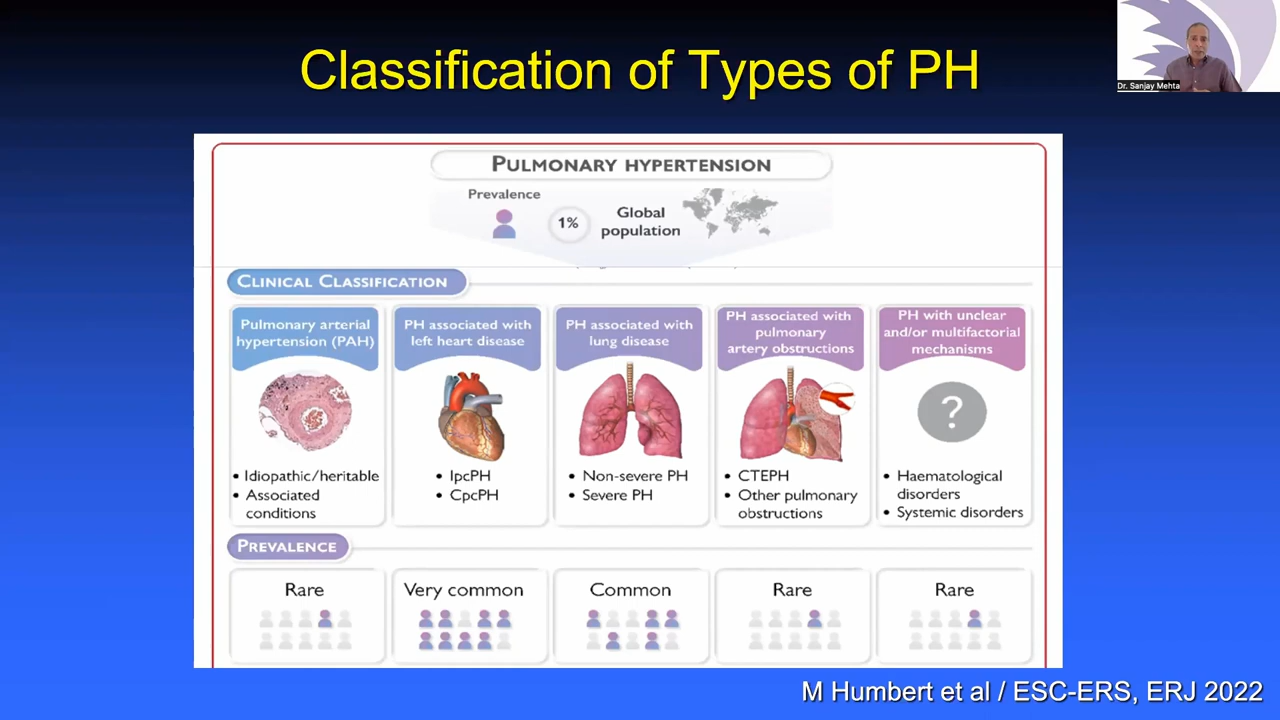 Classification of Types of PH
Dr. Sanjay Mehta
PULMONARY HYPERTENSION
Prevalence
1%
Global
population
CLINICAL CLASSIFICATION
Pulmonary arterial
hypertension (PAH)
• Idiopathic/heritable
• Associated
conditions
PH associated with
left heart disease
• IpcPH
• CpcPH
PH associated with
lung disease
• Non-severe PH
• Severe PH
PH associated with
pulmonary
artery obstructions
• CTEPH
• Other pulmonary
obstructions
PH with unclear
and/or multifactorial
mechanisms
?
• Haematological
disorders
• Systemic disorders
PREVALENCE
Rare
Very common
Common
Rare
Rare
M Humbert et al / ESC-ERS, ERJ 2022